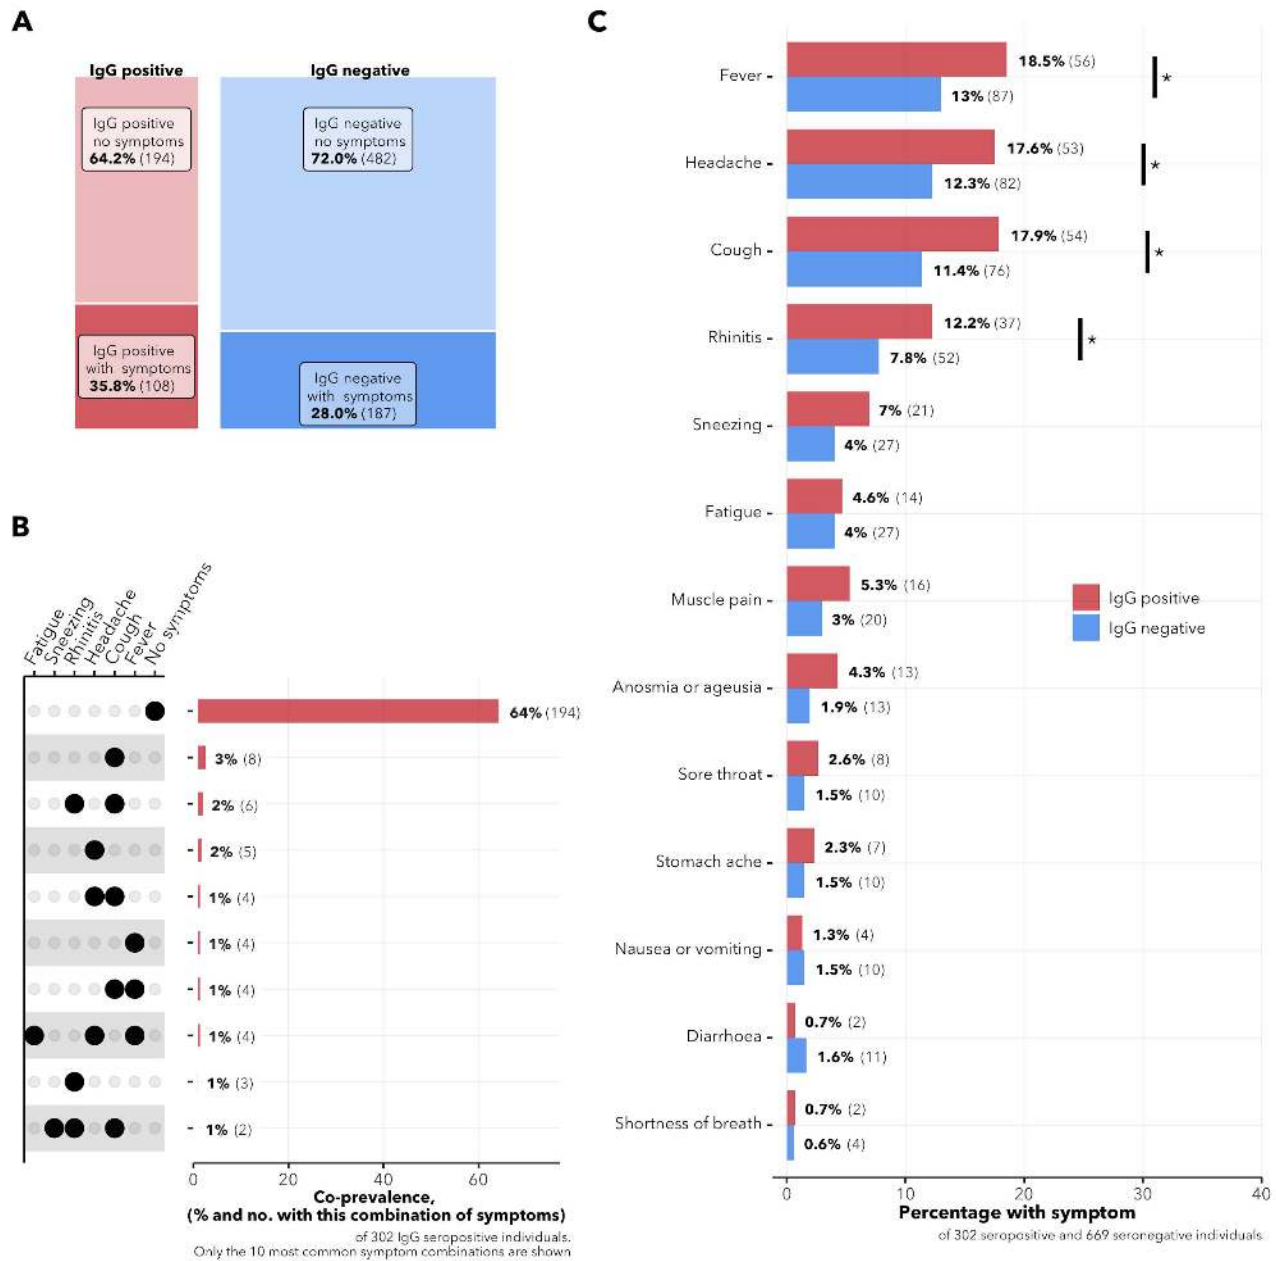 A
IgG positive
IgG negative
IgG positive
no symptoms
64.2% (194)
IgG negative
no symptoms
72.0% (482)
IgG positive
with symptoms
35.8% (108)
IgG negative
with symptoms
28.0% (187)
B
Fatigue
Sneezing
Rhinitis
Headache
Cough
Fever
No symptoms
64% (194)
3% (8)
2% (6)
2% (5)
1% (4)
1% (4)
1% (4)
1% (4)
1% (3)
1% (2)
0 20 40 60
Co-prevalence,
(% and no. with this combination of symptoms)
of 302 IgG seropositive individuals.
Only the 10 most common symptom combinations are shown
C
Fever
18.5% (56)
13% (87)
*
Headache
17.6% (53)
12.3% (82)
*
Cough
17.9% (54)
11.4% (76)
*
Rhinitis
12.2% (37)
7.8% (52)
*
Sneezing
7% (21)
4% (27)
Fatigue
4.6% (14)
4% (27)
Muscle pain
5.3% (16)
3% (20)
IgG positive
IgG negative
Anosmia or ageusia
4.3% (13)
1.9% (13)
Sore throat
2.6% (8)
1.5% (10)
Stomach ache
2.3% (7)
1.5% (10)
Nausea or vomiting
1.3% (4)
1.5% (10)
Diarrhoea
0.7% (2)
1.6% (11)
Shortness of breath
0.7% (2)
0.6% (4)
0 10 20 30 40
Percentage with symptom
of 302 seropositive and 669 seronegative individuals